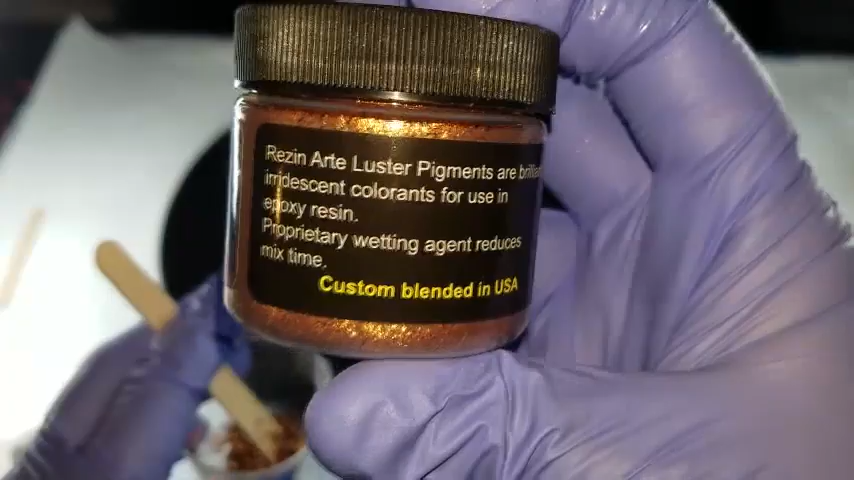 Rezin Arte Luster Pigments are
iridescent colorants for use in
epoxy resin.
Proprietary wetting agent reduces
mix time.
Custom blended in USA